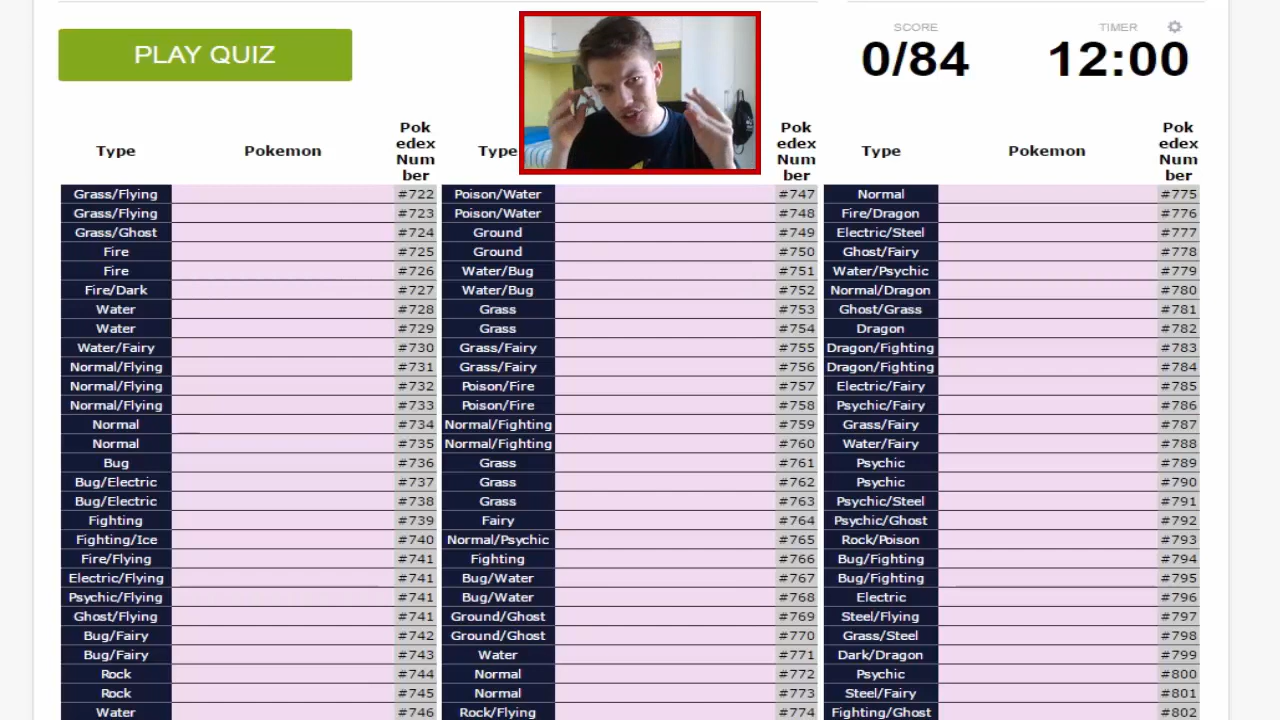 PLAY QUIZ
SCORE
0/84
TIMER
12:00
Type Pokemon Pok edex Num ber Type Pok edex Num ber Type Pokemon Pok edex Num ber
Grass/Flying #722 Poison/Water #747 Normal #775
Grass/Flying #723 Poison/Water #748 Fire/Dragon #776
Grass/Ghost #724 Ground #749 Electric/Steel #777
Fire #725 Ground #750 Ghost/Fairy #778
Fire #726 Water/Bug #751 Water/Psychic #779
Fire/Dark #727 Water/Bug #752 Normal/Dragon #780
Water #728 Grass #753 Ghost/Grass #781
Water #729 Grass #754 Dragon #782
Water/Fairy #730 Grass/Fairy #755 Dragon/Fighting #783
Normal/Flying #731 Grass/Fairy #756 Dragon/Fighting #784
Normal/Flying #732 Poison/Fire #757 Electric/Fairy #785
Normal/Flying #733 Poison/Fire #758 Psychic/Fairy #786
Normal #734 Normal/Fighting #759 Grass/Fairy #787
Normal #735 Normal/Fighting #760 Water/Fairy #788
Bug #736 Grass #761 Psychic #789
Bug/Electric #737 Grass #762 Psychic #790
Bug/Electric #738 Grass #763 Psychic/Steel #791
Fighting #739 Fairy #764 Psychic/Ghost #792
Fighting/Ice #740 Normal/Psychic #765 Rock/Poison #793
Fire/Flying #741 Fighting #766 Bug/Fighting #794
Electric/Flying #741 Bug/Water #767 Bug/Fighting #795
Psychic/Flying #741 Bug/Water #768 Electric #796
Ghost/Flying #741 Ground/Ghost #769 Steel/Flying #797
Bug/Fairy #742 Ground/Ghost #770 Grass/Steel #798
Bug/Fairy #743 Water #771 Dark/Dragon #799
Rock #744 Normal #772 Psychic #800
Rock #745 Normal #773 Steel/Fairy #801
Water #746 Rock/Flying #774 Fighting/Ghost #802